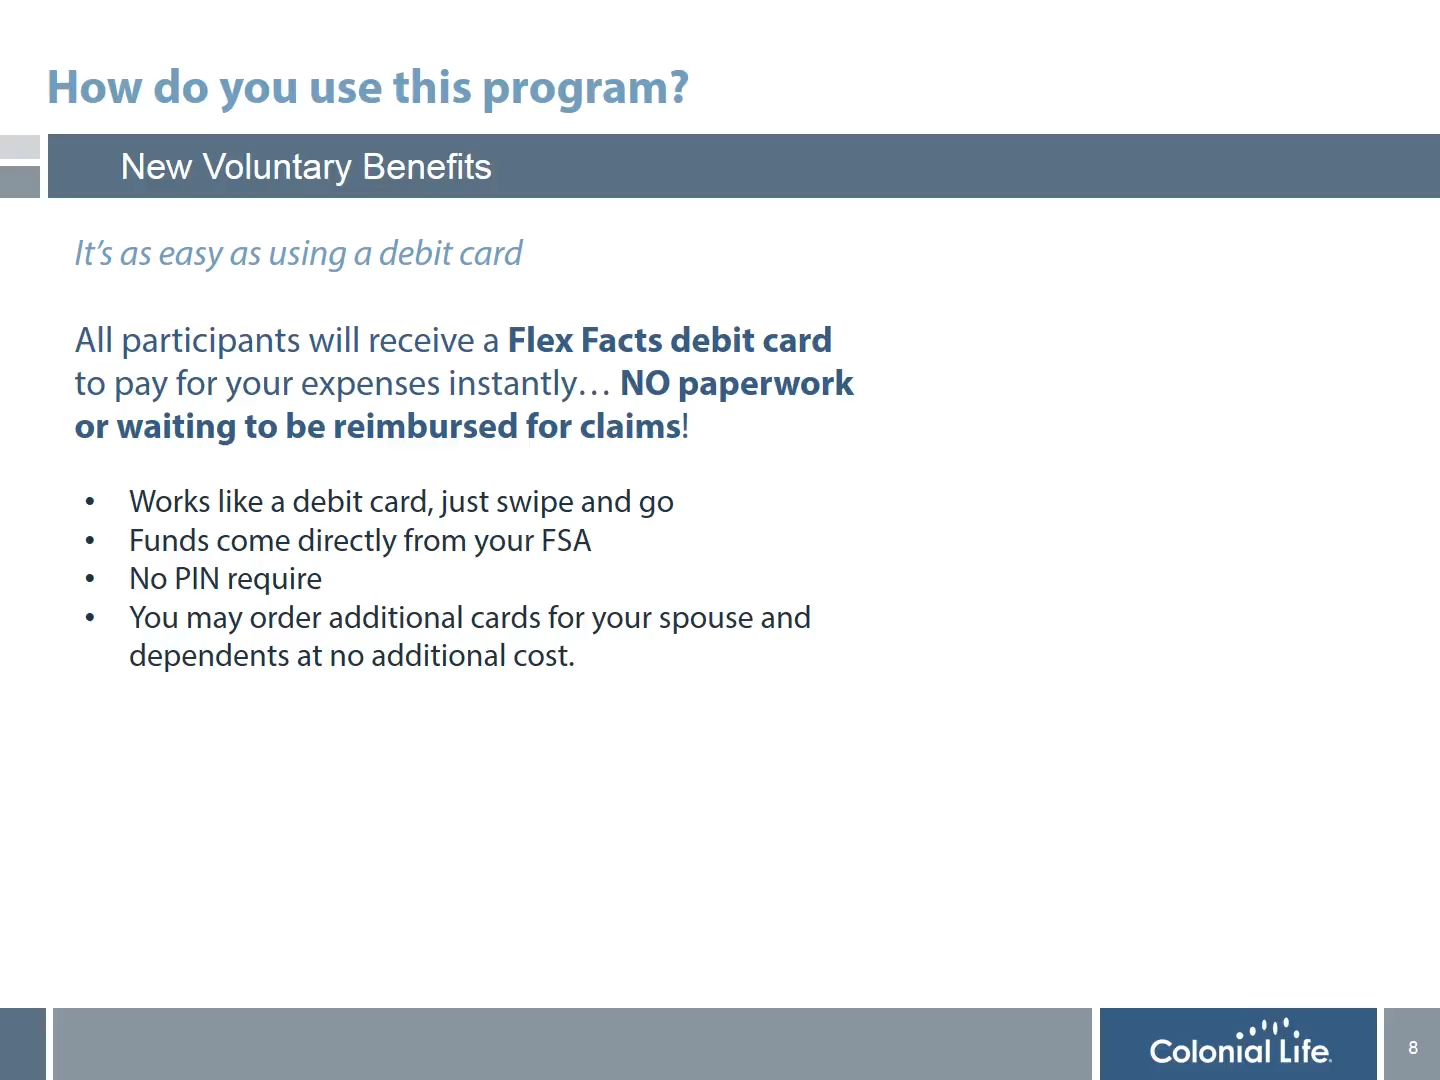 How do you use this program?
New Voluntary Benefits
It's as easy as using a debit card
All participants will receive a Flex Facts debit card
to pay for your expenses instantly… NO paperwork
or waiting to be reimbursed for claims!
• Works like a debit card, just swipe and go
• Funds come directly from your FSA
• No PIN require
• You may order additional cards for your spouse and
dependents at no additional cost.
Colonial Life.
8